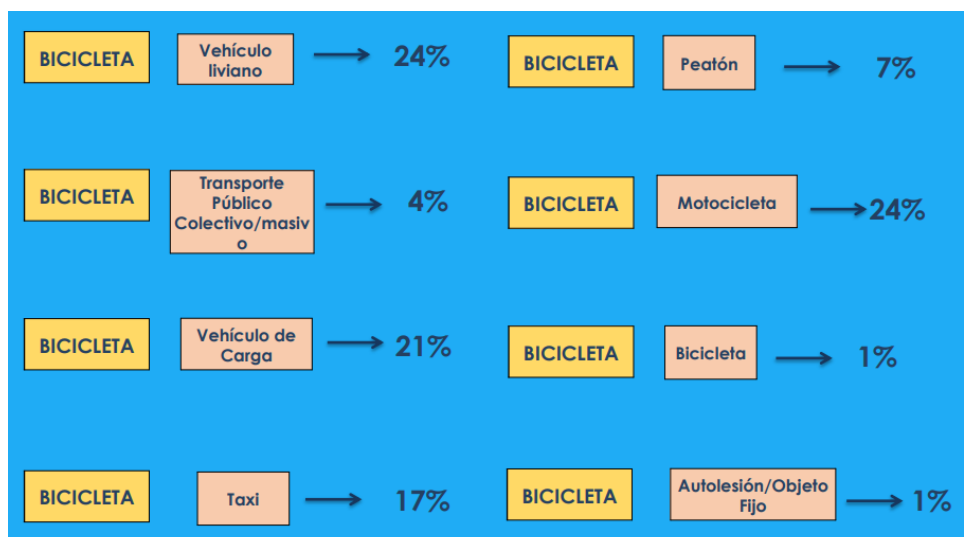 BICICLETA
Vehículo
liviano
24%
BICICLETA
Peatón
7%
BICICLETA
Transporte
Público
Colectivo/masiv
o
4%
BICICLETA
Motocicleta
24%
BICICLETA
Vehículo de
Carga
21%
BICICLETA
Bicicleta
1%
BICICLETA
Taxi
17%
BICICLETA
Autolesión/Objeto
Fijo
1%